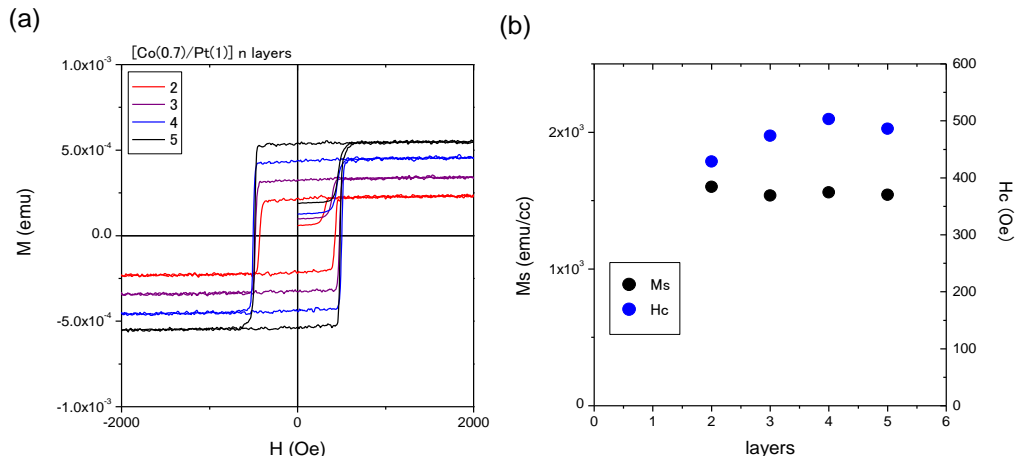 (a)
[Co(0.7)/Pt(1)] n layers
1.0x10⁻³
5.0x10⁻⁴
0.0
-5.0x10⁻⁴
-1.0x10⁻³
M (emu)
2
3
4
5
-2000
0
2000
H (Oe)
(b)
2x10³
1x10³
0
Ms (emu/cc)
Ms
Hc
600
500
400
300
200
100
0
Hc (Oe)
0
1
2
3
4
5
6
layers